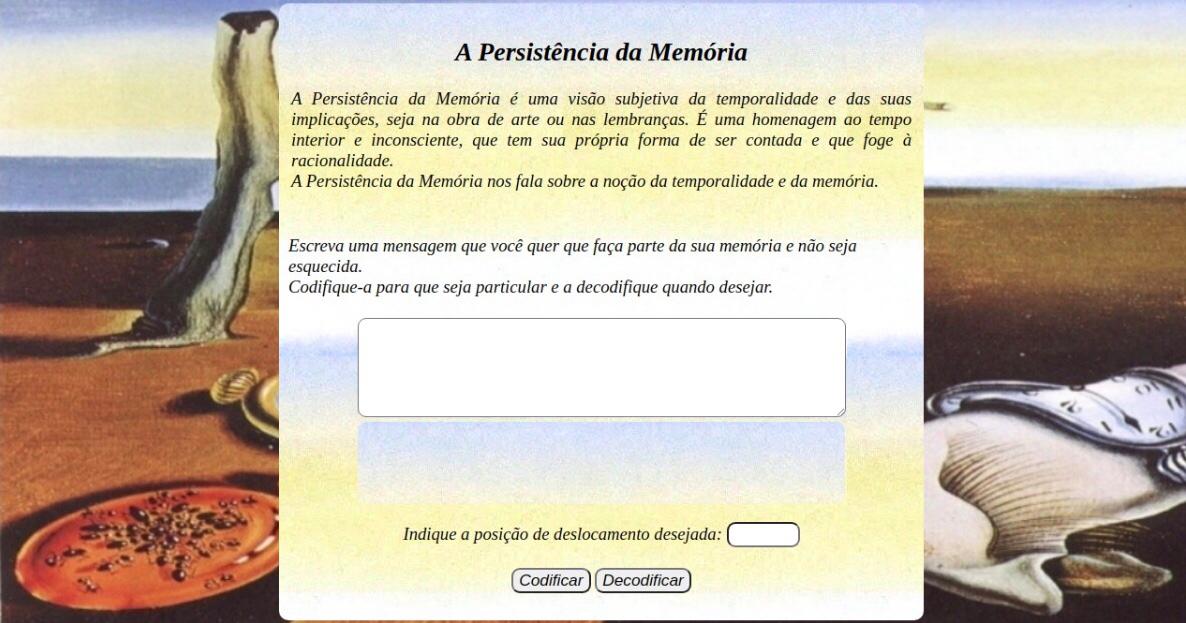 A Persistência da Memória
A Persistência da Memória é uma visão subjetiva da temporalidade e das suas
implicações, seja na obra de arte ou nas lembranças. É uma homenagem ao tempo
interior e inconsciente, que tem sua própria forma de ser contada e que foge à
racionalidade.
A Persistência da Memória nos fala sobre a noção da temporalidade e da memória.
Escreva uma mensagem que você quer que faça parte da sua memória e não seja
esquecida.
Codifique-a para que seja particular e a decodifique quando desejar.
Indique a posição de deslocamento desejada:
Codificar Decodificar